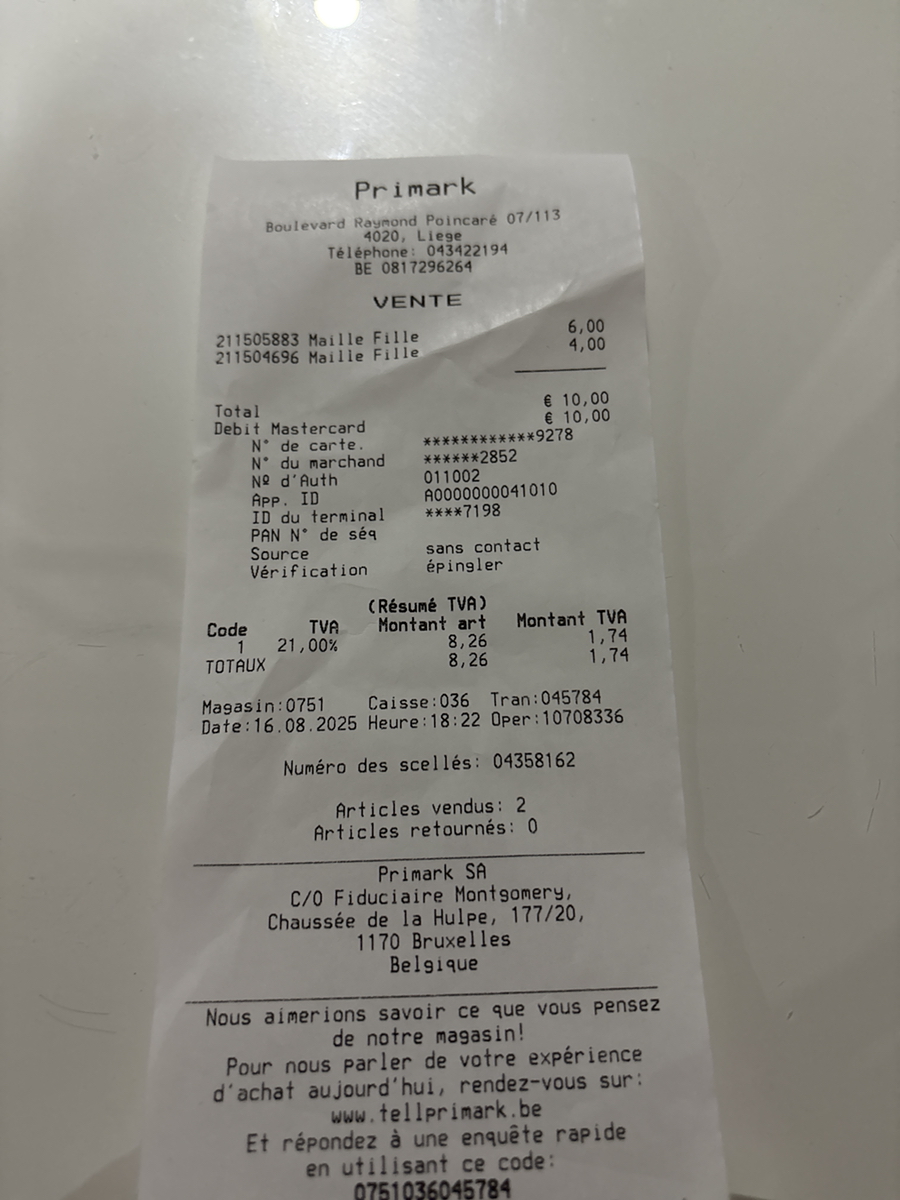 Primark
Boulevard Raymond Poincaré 07/113
4020, Liege
Téléphone: 043422194
BE 0817296264
VENTE
211505883 Maille Fille 6,00
211504696 Maille Fille 4,00
Total € 10,00
Debit Mastercard € 10,00
N° de carte. ************9278
N° du marchand ******2852
Nº d'Auth 011002
App. ID A0000000041010
ID du terminal ****7198
PAN N° de séq
Source sans contact
Vérification épingler
(Résumé TVA)
Code TVA Montant art Montant TVA
1 21,00% 8,26 1,74
TOTAUX 8,26 1,74
Magasin:0751 Caisse:036 Tran:045784
Date:16.08.2025 Heure:18:22 Oper:10708336
Numéro des scellés: 04358162
Articles vendus: 2
Articles retournés: 0
Primark SA
C/O Fiduciaire Montgomery,
Chaussée de la Hulpe, 177/20,
1170 Bruxelles
Belgique
Nous aimerions savoir ce que vous pensez
de notre magasin!
Pour nous parler de votre expérience
d'achat aujourd'hui, rendez-vous sur:
www.tellprimark.be
Et répondez à une enquête rapide
en utilisant ce code:
0751036045784